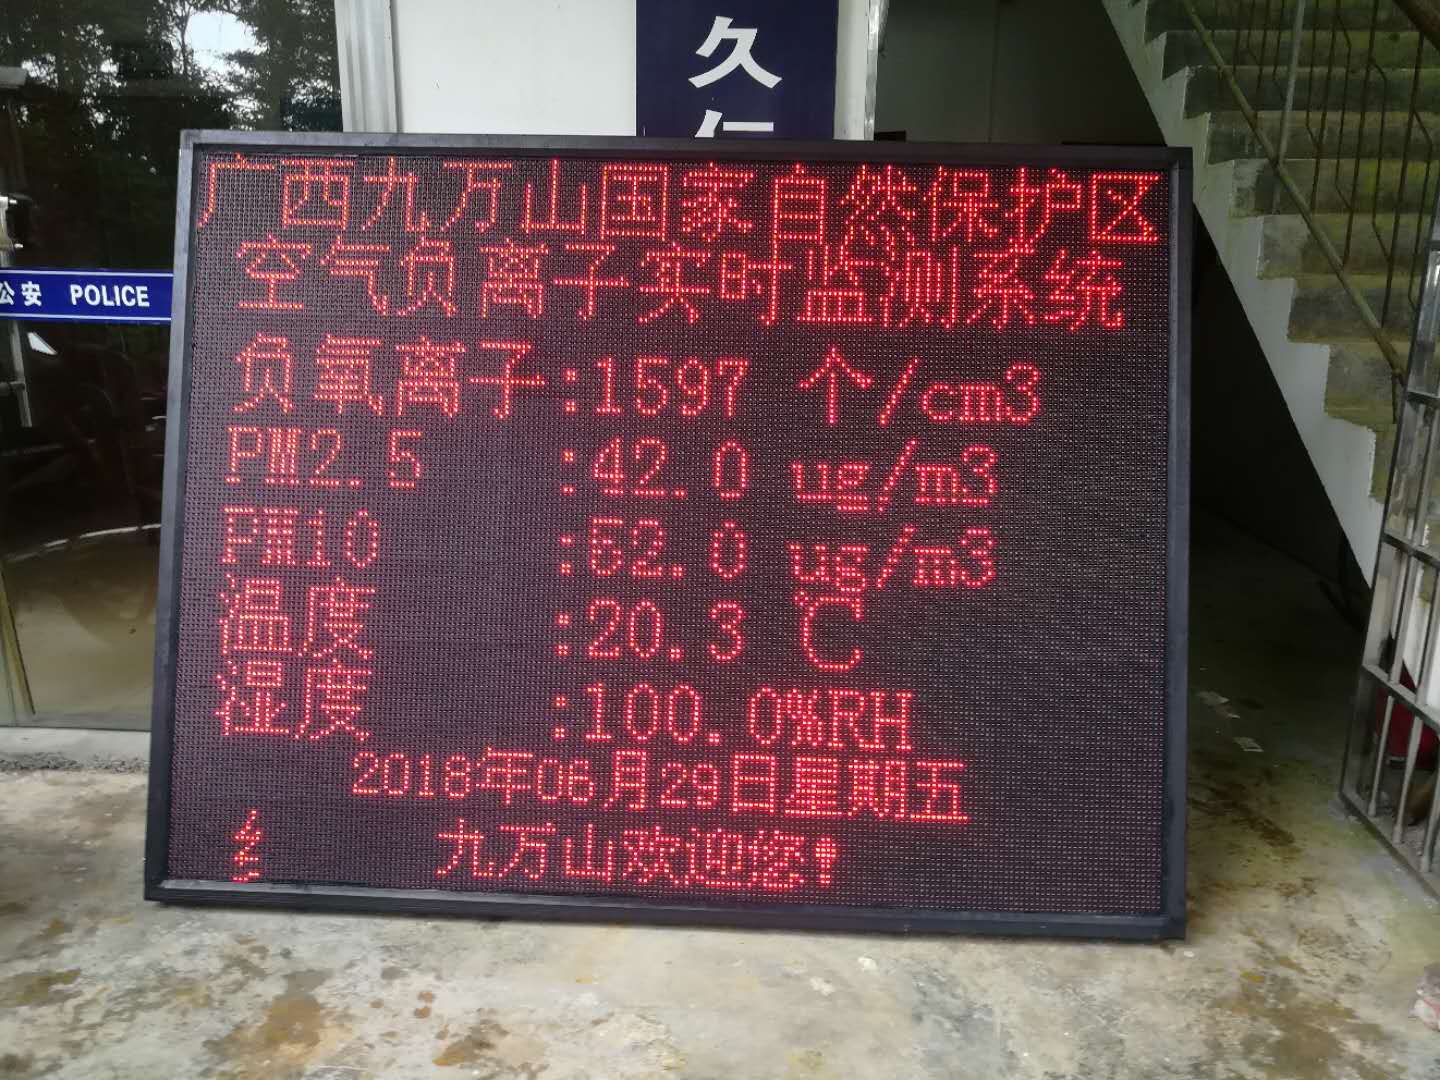 久
公安 POLICE
广西九万山国家自然保护区
空气负离子实时监测系统
负氧离子:1597 个/cm3
PM2.5 :42.0 ug/m3
PM10 :52.0 ug/m3
温度 :20.3 ℃
湿度 :100.0%RH
2018年06月29日星期五
九万山欢迎您!